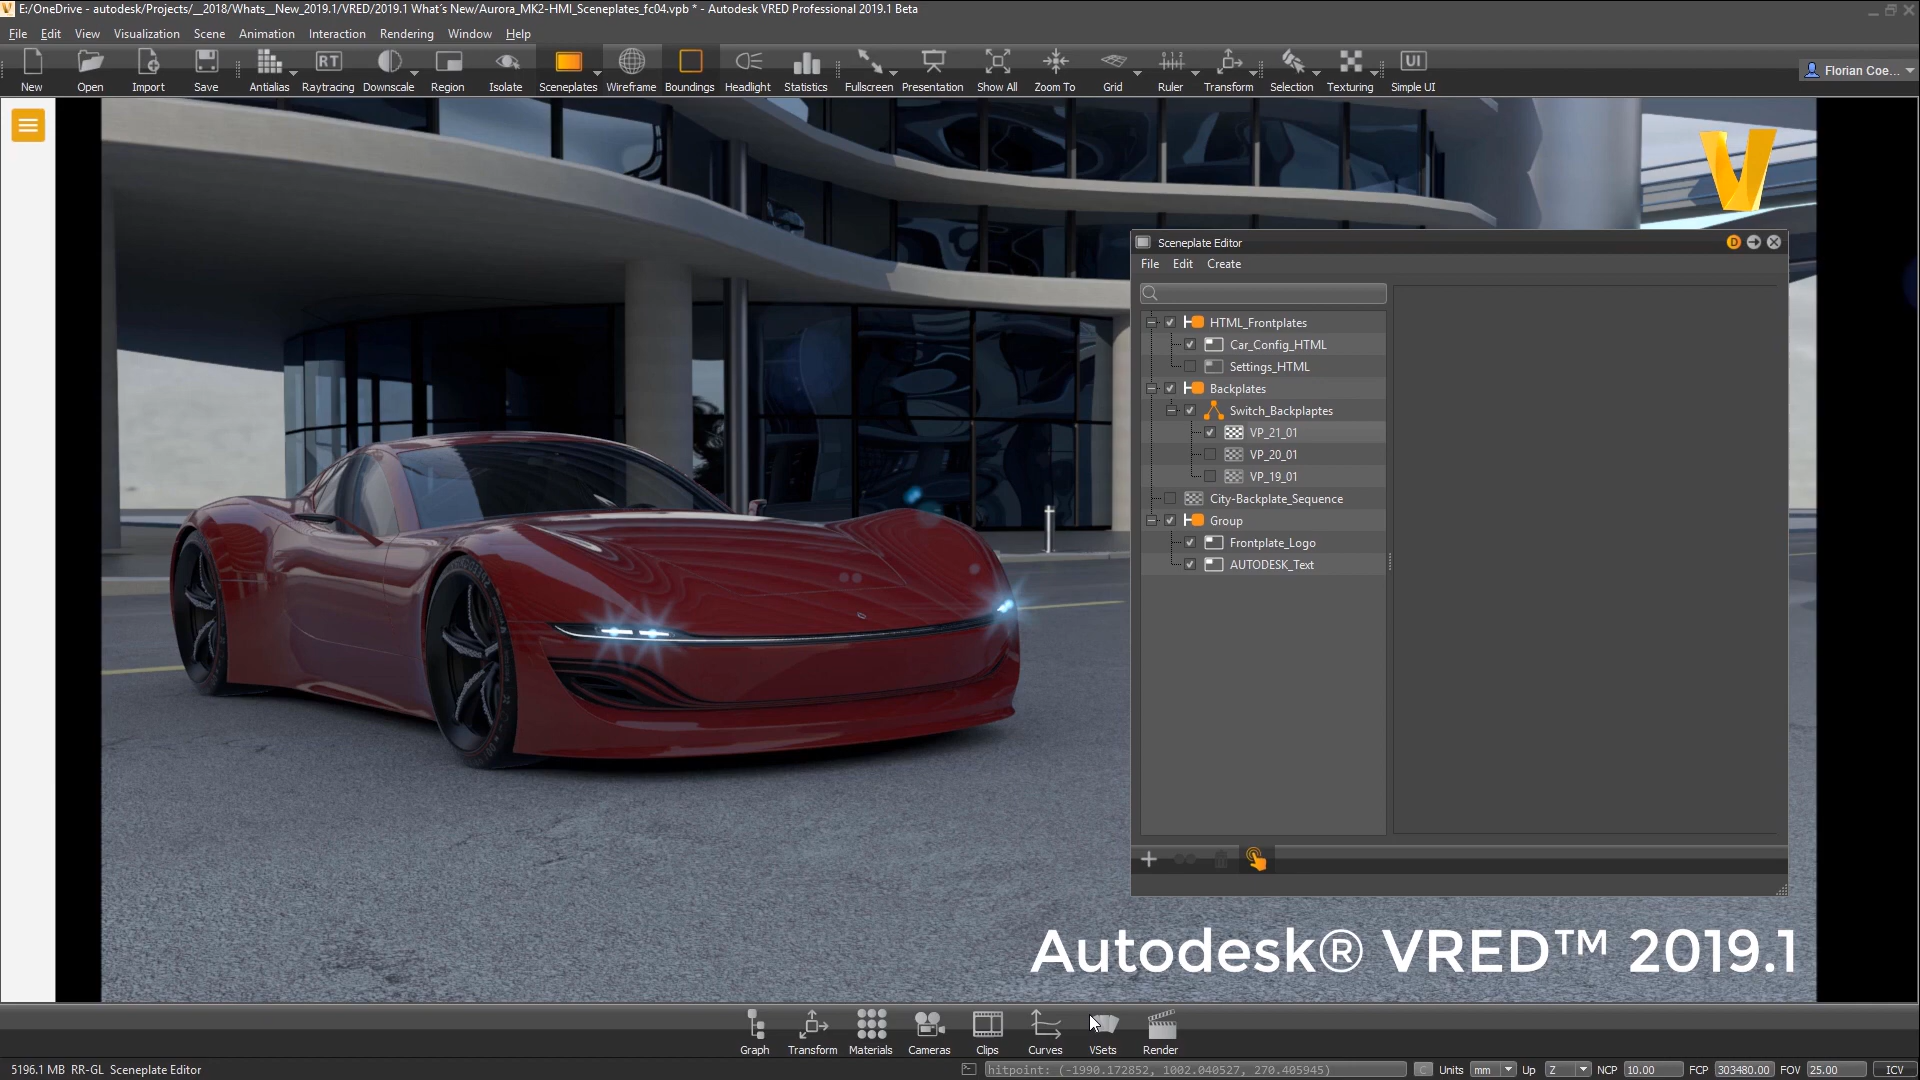 E:/OneDrive - autodesk/Projects/__2018/Whats__New_2019.1/VRED/2019.1 What's New/Aurora_MK2-HMI_Sceneplates_fc04.vpb * - Autodesk VRED Professional 2019.1 Beta
File Edit View Visualization Scene Animation Interaction Rendering Window Help
RT UI
New Open Import Save Antialias Raytracing Downscale Region Isolate Sceneplates Wireframe Boundings Headlight Statistics Fullscreen Presentation Show All Zoom To Grid Ruler Transform Selection Texturing Simple UI
Florian Coe...
Sceneplate Editor
D
File Edit Create
HTML_Frontplates
Car_Config_HTML
Settings_HTML
Backplates
Switch_Backplaptes
VP_21_01
VP_20_01
VP_19_01
City-Backplate_Sequence
Group
Frontplate_Logo
AUTODESK_Text
Autodesk® VRED™ 2019.1
Graph Transform Materials Cameras Clips Curves VSets Render
5196.1 MB RR-GL Sceneplate Editor
hitpoint: (-1990.172852, 1002.040527, 270.405945) C Units mm Up Z NCP 10.00 FCP 303480.00 FOV 25.00 ICV